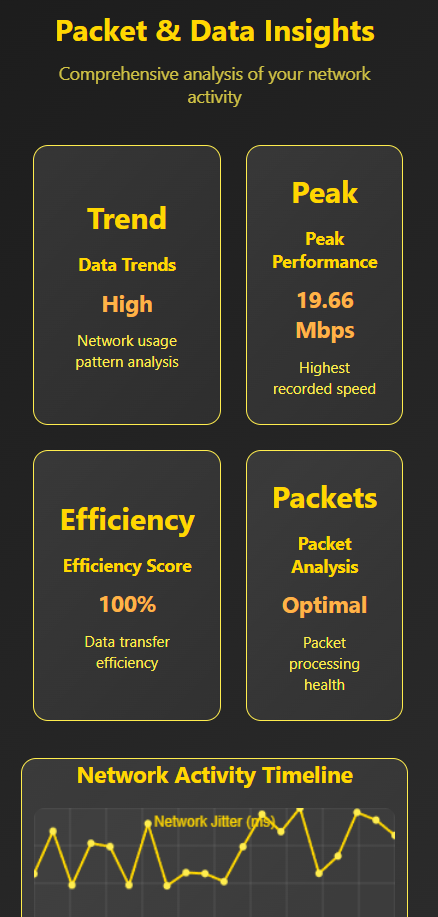 Packet & Data Insights
Comprehensive analysis of your network
activity
Trend
Data Trends
High
Network usage
pattern analysis
Peak
Peak
Performance
19.66
Mbps
Highest
recorded speed
Efficiency
Efficiency Score
100%
Data transfer
efficiency
Packets
Packet
Analysis
Optimal
Packet
processing
health
Network Activity Timeline
Network Jitter (ms)